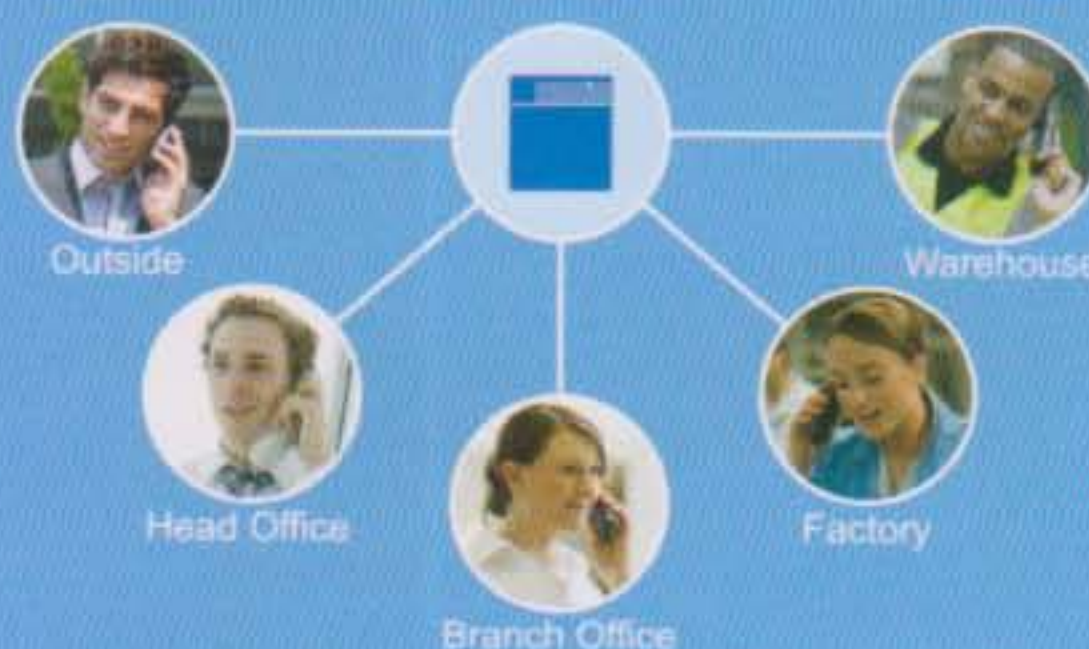 Outside
Warehouse
Head Office
Factory
Branch Office